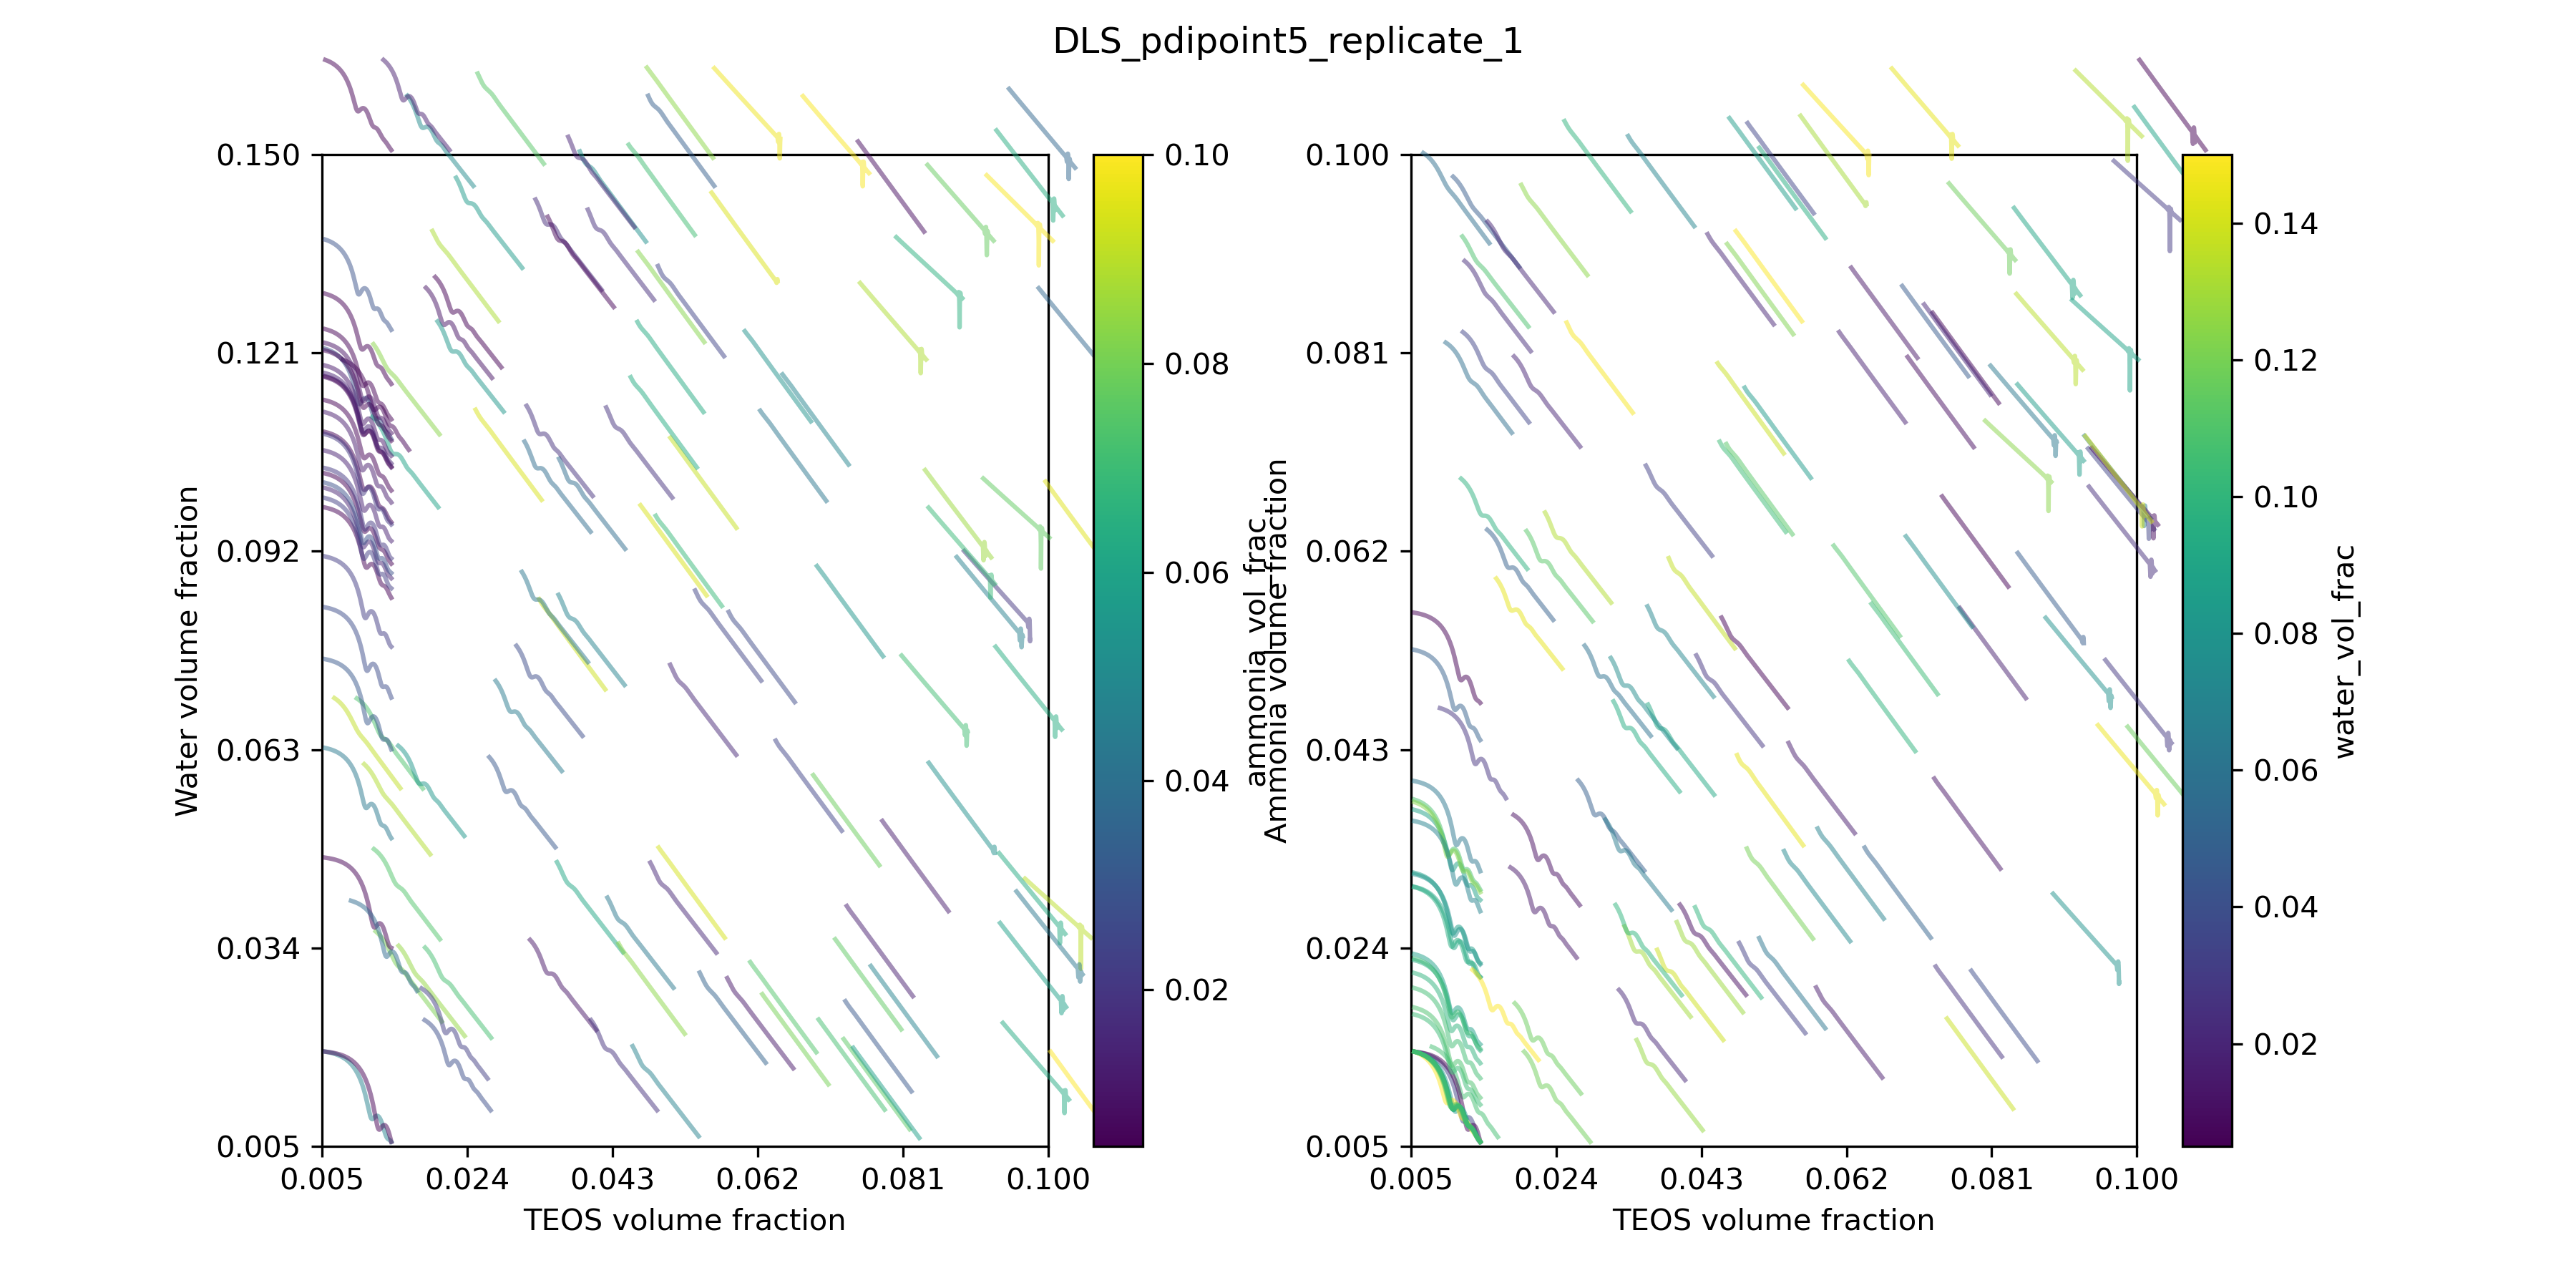 DLS_pdipoint5_replicate_1
Water volume fraction
0.150
0.121
0.092
0.063
0.034
0.005
0.005 0.024 0.043 0.062 0.081 0.100
TEOS volume fraction
0.10
0.08
0.06
0.04
0.02
ammonia_vol_frac
Ammonia volume fraction
0.100
0.081
0.062
0.043
0.024
0.005
0.005 0.024 0.043 0.062 0.081 0.100
TEOS volume fraction
0.14
0.12
0.10
0.08
0.06
0.04
0.02
water_vol_frac